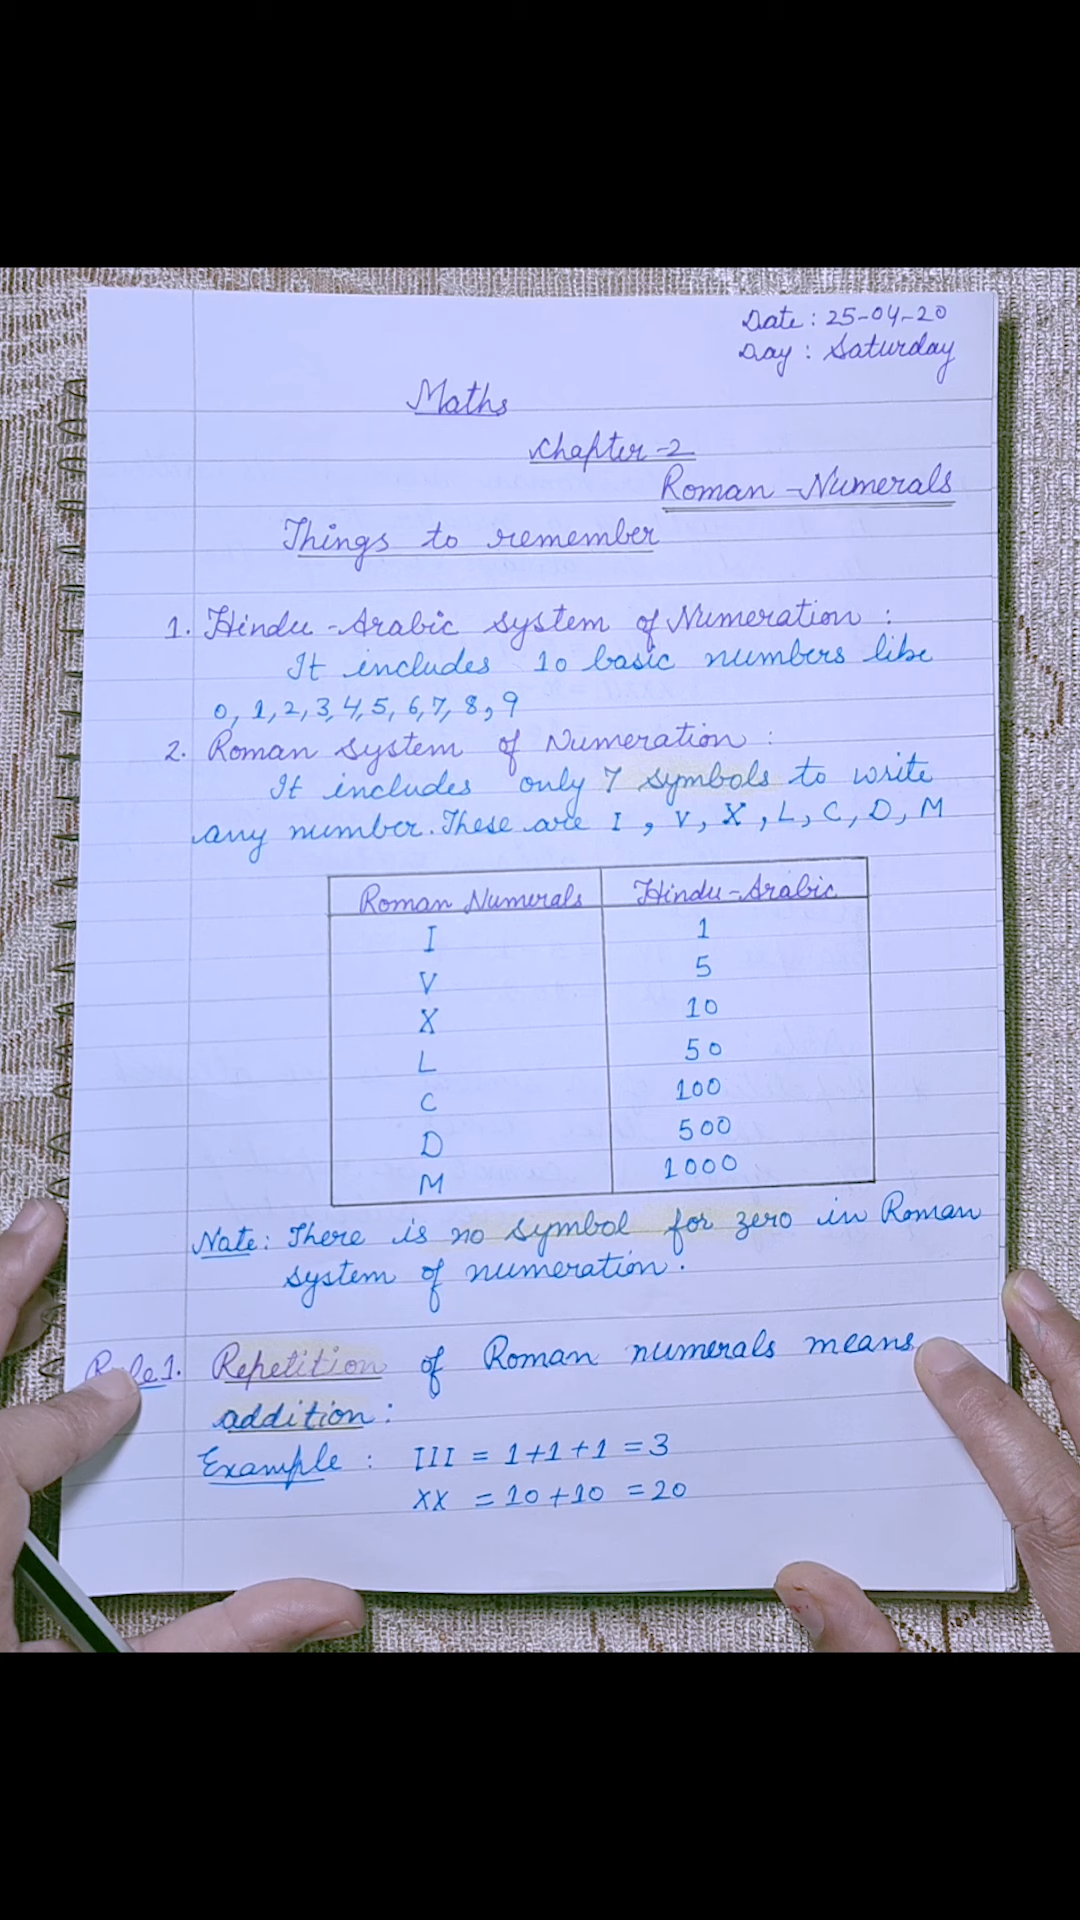 Date : 25-04-20
Day : Saturday
Maths
Chapter-2
Roman-Numerals
Things to remember
1. Hindu-Arabic system of Numeration :
It includes 10 basic numbers like
0, 1, 2, 3, 4, 5, 6, 7, 8, 9
2. Roman system of Numeration :
It includes only 7 symbols to write
any number. These are I, V, X, L, C, D, M
Roman Numerals Hindu-Arabic
I 1
V 5
X 10
L 50
C 100
D 500
M 1000
Note: There is no symbol for zero in Roman
system of numeration.
Rule 1. Repetition of Roman numerals means
addition :
Example : III = 1+1+1 = 3
XX = 10+10 = 20